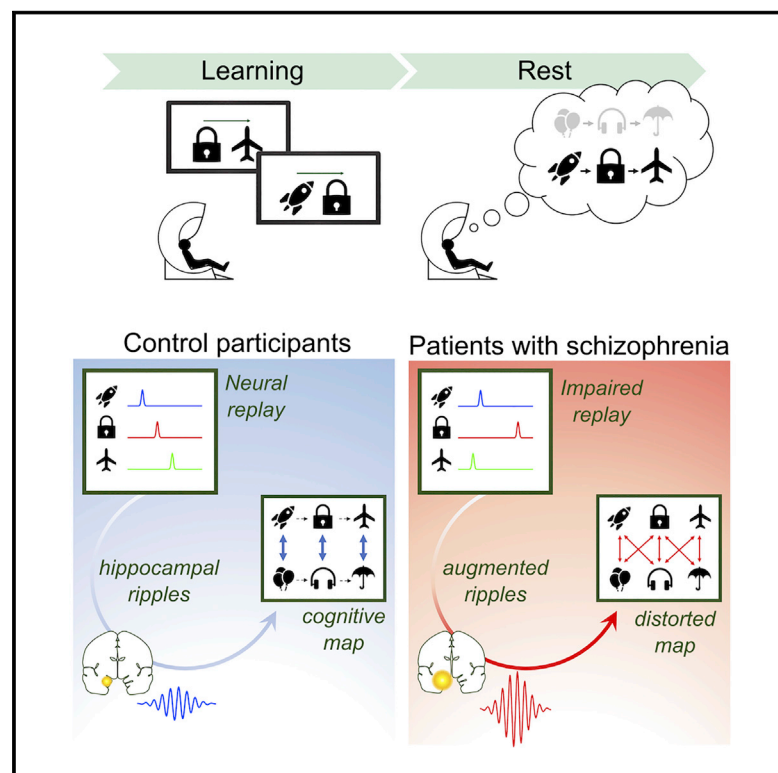 Learning
Rest
Control participants
Neural
replay
hippocampal
ripples
cognitive
map
Patients with schizophrenia
Impaired
replay
augmented
ripples
distorted
map